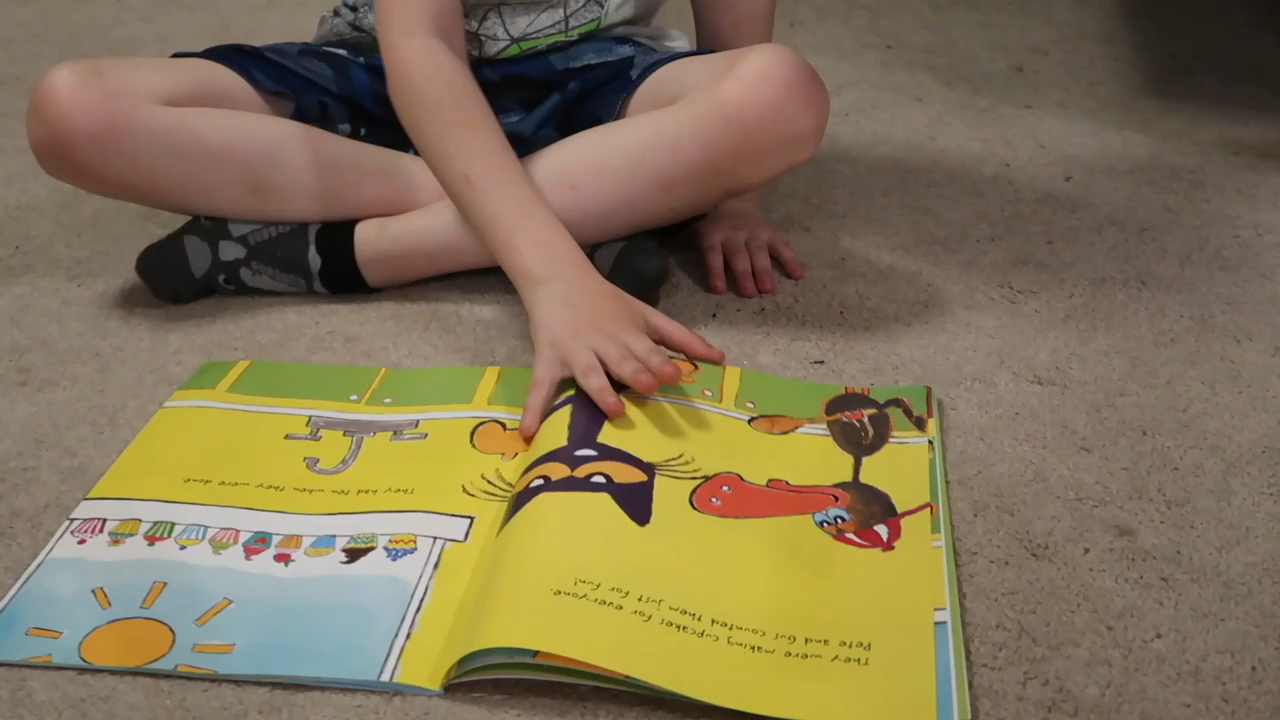 They were making cupcakes for everyone.
Pete and Gus counted them just for fun!
They had ten when they were done.